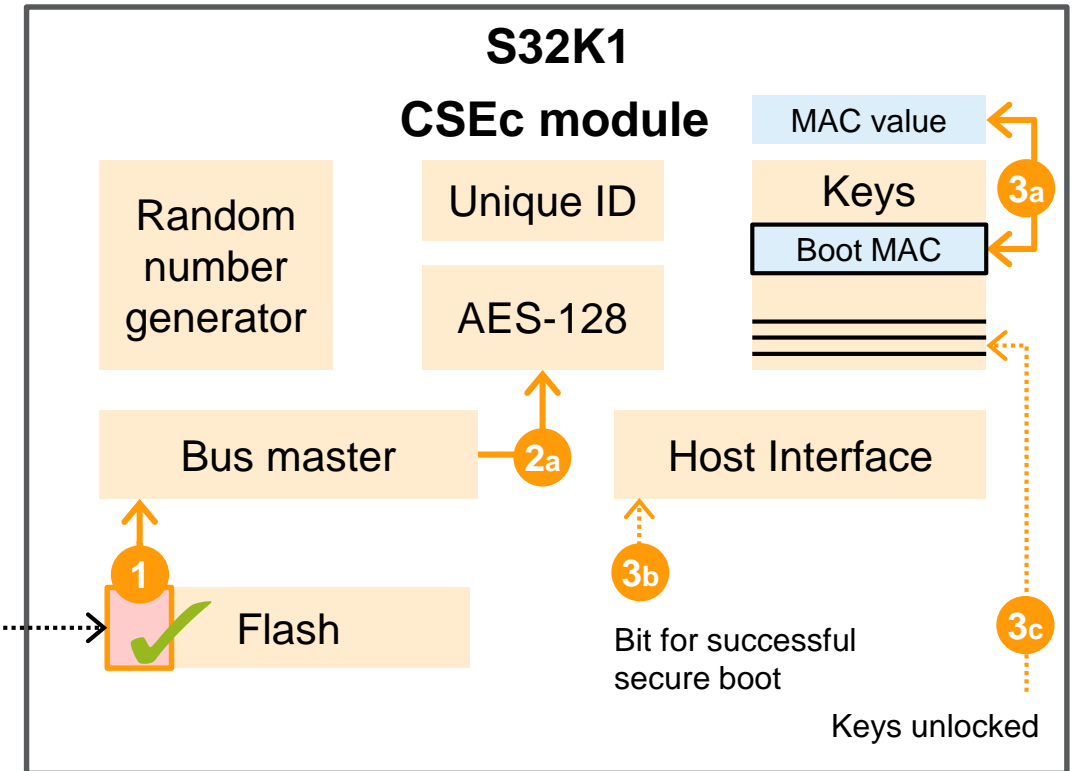 S32K1
CSEc module
MAC value
Random
number
generator
Unique ID
Keys
3a
Boot MAC
AES-128
Bus master
2a
Host Interface
1
3b
Flash
Bit for successful
secure boot
3c
Keys unlocked